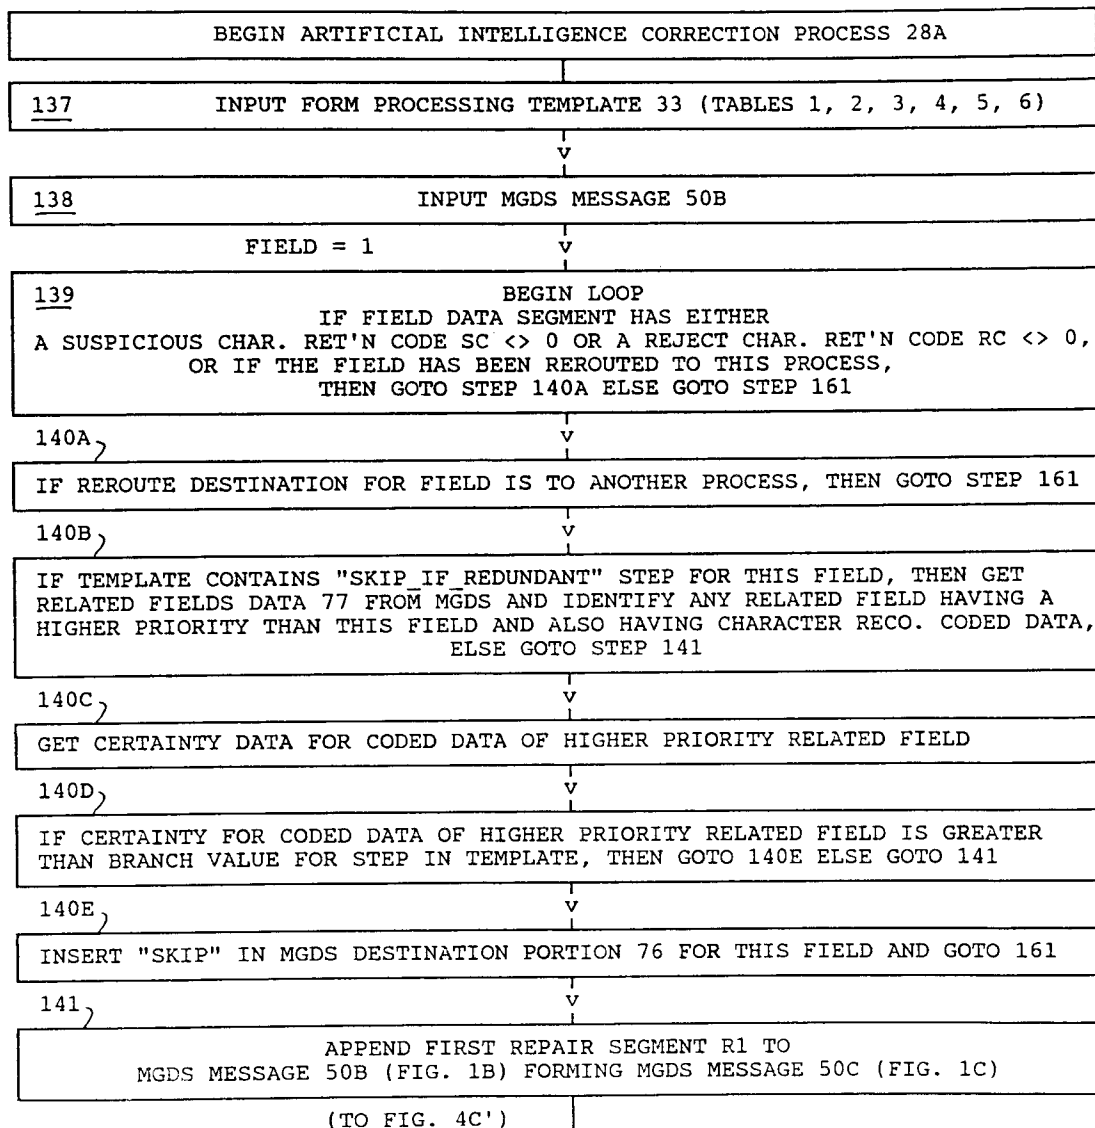 BEGIN ARTIFICIAL INTELLIGENCE CORRECTION PROCESS 28A
137 INPUT FORM PROCESSING TEMPLATE 33 (TABLES 1, 2, 3, 4, 5, 6)
V
138 INPUT MGDS MESSAGE 50B
FIELD = 1 V
139 BEGIN LOOP
IF FIELD DATA SEGMENT HAS EITHER
A SUSPICIOUS CHAR. RET'N CODE SC <> 0 OR A REJECT CHAR. RET'N CODE RC <> 0,
OR IF THE FIELD HAS BEEN REROUTED TO THIS PROCESS,
THEN GOTO STEP 140A ELSE GOTO STEP 161
140A V
IF REROUTE DESTINATION FOR FIELD IS TO ANOTHER PROCESS, THEN GOTO STEP 161
140B V
IF TEMPLATE CONTAINS "SKIP_IF_REDUNDANT" STEP FOR THIS FIELD, THEN GET
RELATED FIELDS DATA 77 FROM MGDS AND IDENTIFY ANY RELATED FIELD HAVING A
HIGHER PRIORITY THAN THIS FIELD AND ALSO HAVING CHARACTER RECO. CODED DATA,
ELSE GOTO STEP 141
140C V
GET CERTAINTY DATA FOR CODED DATA OF HIGHER PRIORITY RELATED FIELD
140D V
IF CERTAINTY FOR CODED DATA OF HIGHER PRIORITY RELATED FIELD IS GREATER
THAN BRANCH VALUE FOR STEP IN TEMPLATE, THEN GOTO 140E ELSE GOTO 141
140E V
INSERT "SKIP" IN MGDS DESTINATION PORTION 76 FOR THIS FIELD AND GOTO 161
141 V
APPEND FIRST REPAIR SEGMENT R1 TO
MGDS MESSAGE 50B (FIG. 1B) FORMING MGDS MESSAGE 50C (FIG. 1C)
(TO FIG. 4C')